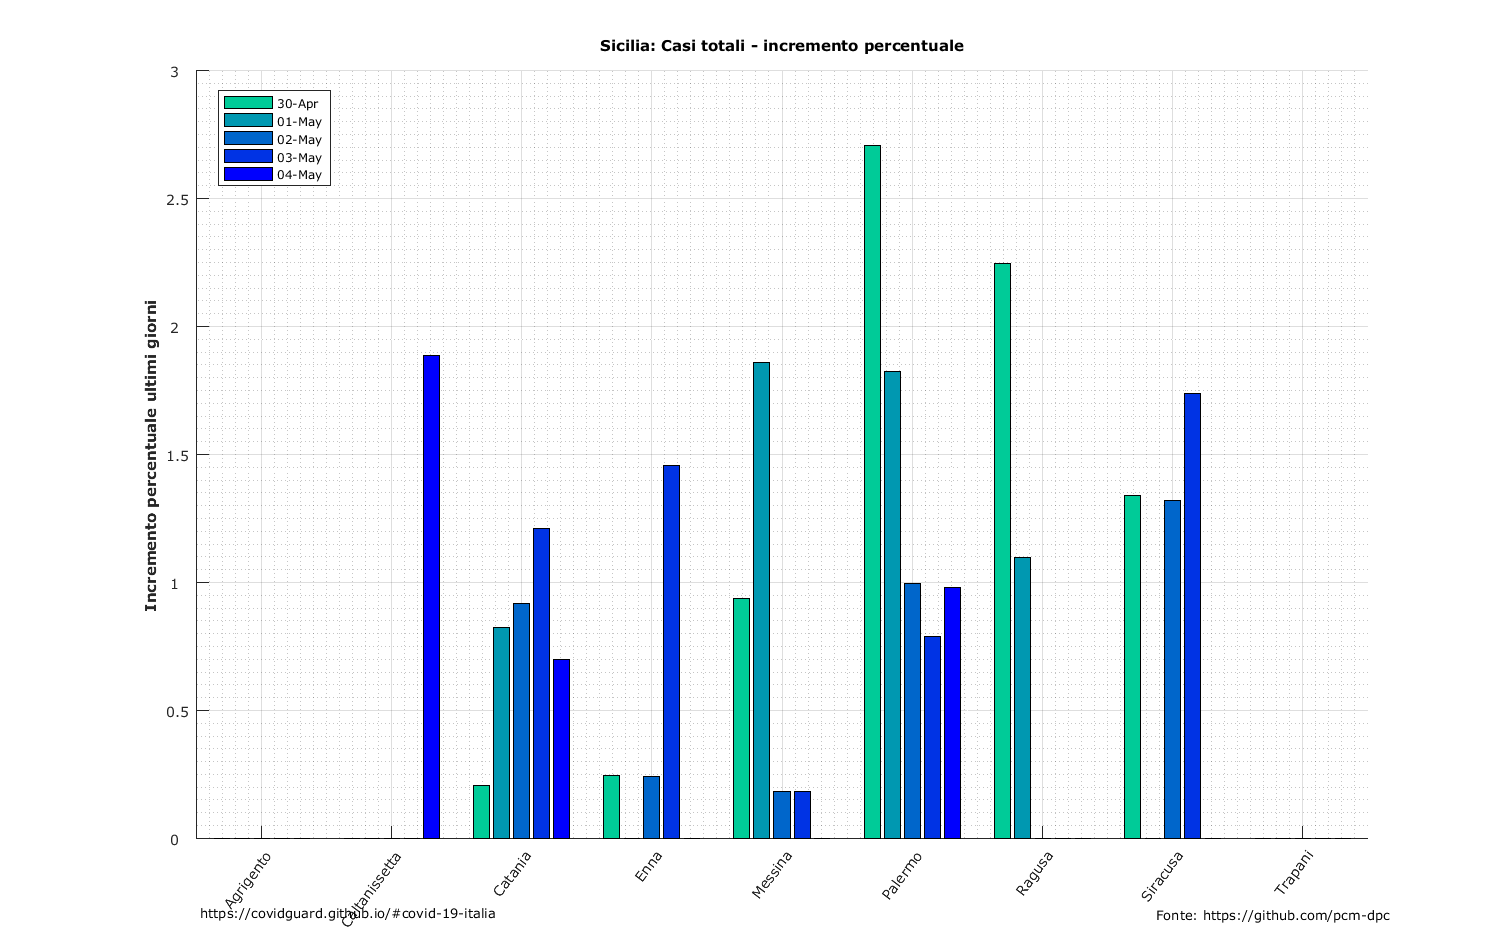 Sicilia: Casi totali - incremento percentuale
3
2.5
2
1.5
1
0.5
0
Incremento percentuale ultimi giorni
30-Apr
01-May
02-May
03-May
04-May
Agrigento
Caltanissetta
Catania
Enna
Messina
Palermo
Ragusa
Siracusa
Trapani
https://covidguard.github.io/#covid-19-italia
Fonte: https://github.com/pcm-dpc